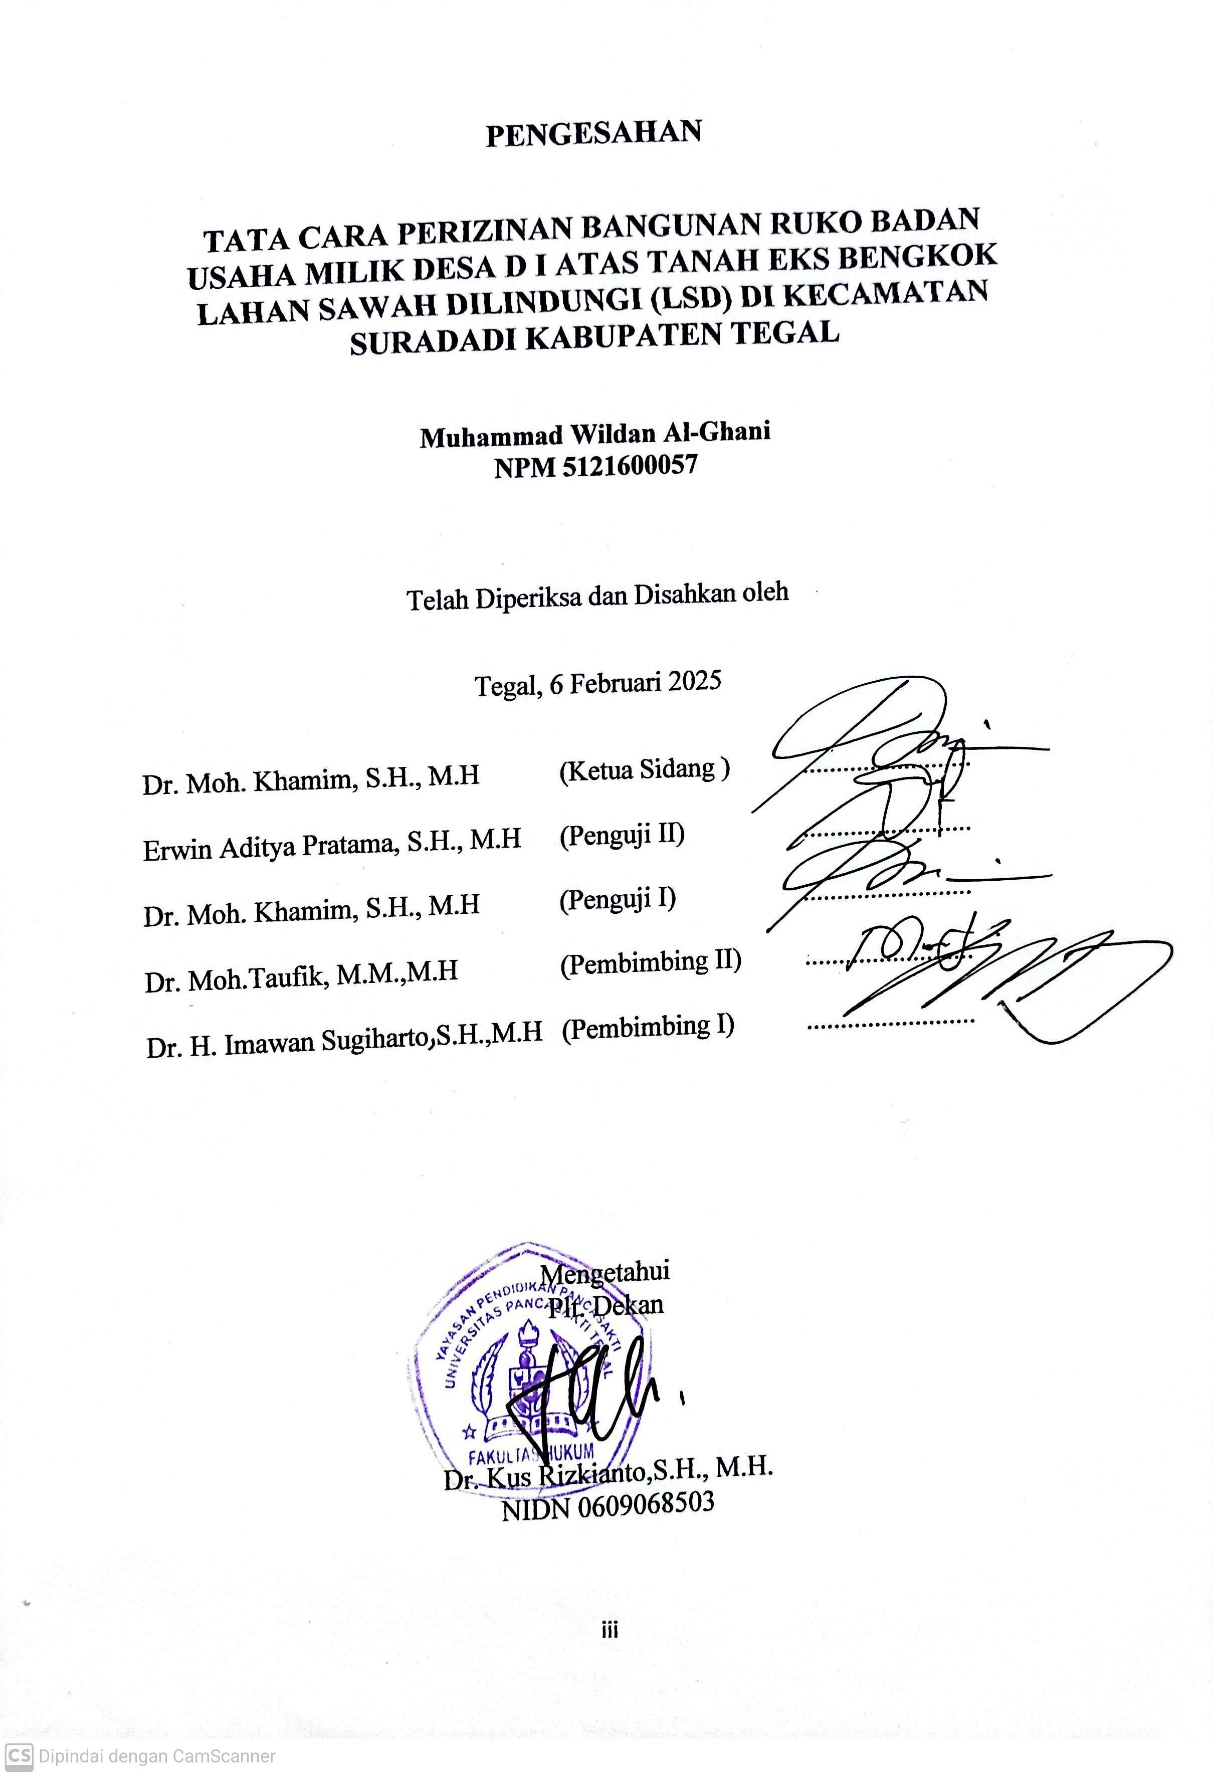 PENGESAHAN
TATA CARA PERIZINAN BANGUNAN RUKO BADAN
USAHA MILIK DESA D I ATAS TANAH EKS BENGKOK
LAHAN SAWAH DILINDUNGI (LSD) DI KECAMATAN
SURADADI KABUPATEN TEGAL
Muhammad Wildan Al-Ghani
NPM 5121600057
Telah Diperiksa dan Disahkan oleh
Tegal, 6 Februari 2025
Dr. Moh. Khamim, S.H., M.H (Ketua Sidang ) ........................
Erwin Aditya Pratama, S.H., M.H (Penguji II) ........................
Dr. Moh. Khamim, S.H., M.H (Penguji I) ........................
Dr. Moh.Taufik, M.M.,M.H (Pembimbing II) ........................
Dr. H. Imawan Sugiharto,S.H.,M.H (Pembimbing I) ........................
Mengetahui
Plt. Dekan
YAYASAN PENDIDIKAN PANCASAKTI
UNIVERSITAS PANCASAKTI TEGAL
FAKULTAS HUKUM
Dr. Kus Rizkianto,S.H., M.H.
NIDN 0609068503
iii
CS Dipindai dengan CamScanner